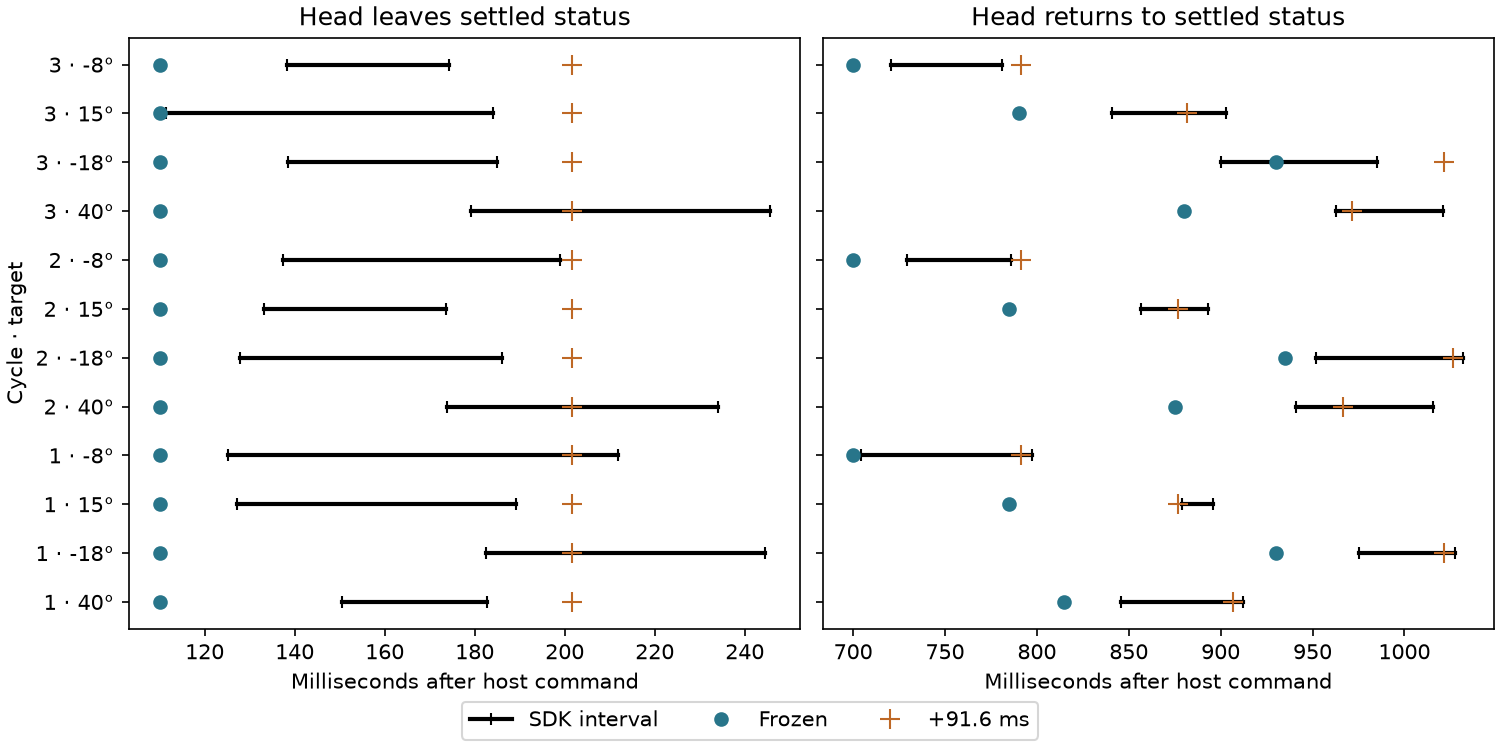 Head leaves settled status
Head returns to settled status
Cycle · target
3 · -8°
3 · 15°
3 · -18°
3 · 40°
2 · -8°
2 · 15°
2 · -18°
2 · 40°
1 · -8°
1 · 15°
1 · -18°
1 · 40°
120 140 160 180 200 220 240
700 750 800 850 900 950 1000
Milliseconds after host command
Milliseconds after host command
SDK interval Frozen +91.6 ms